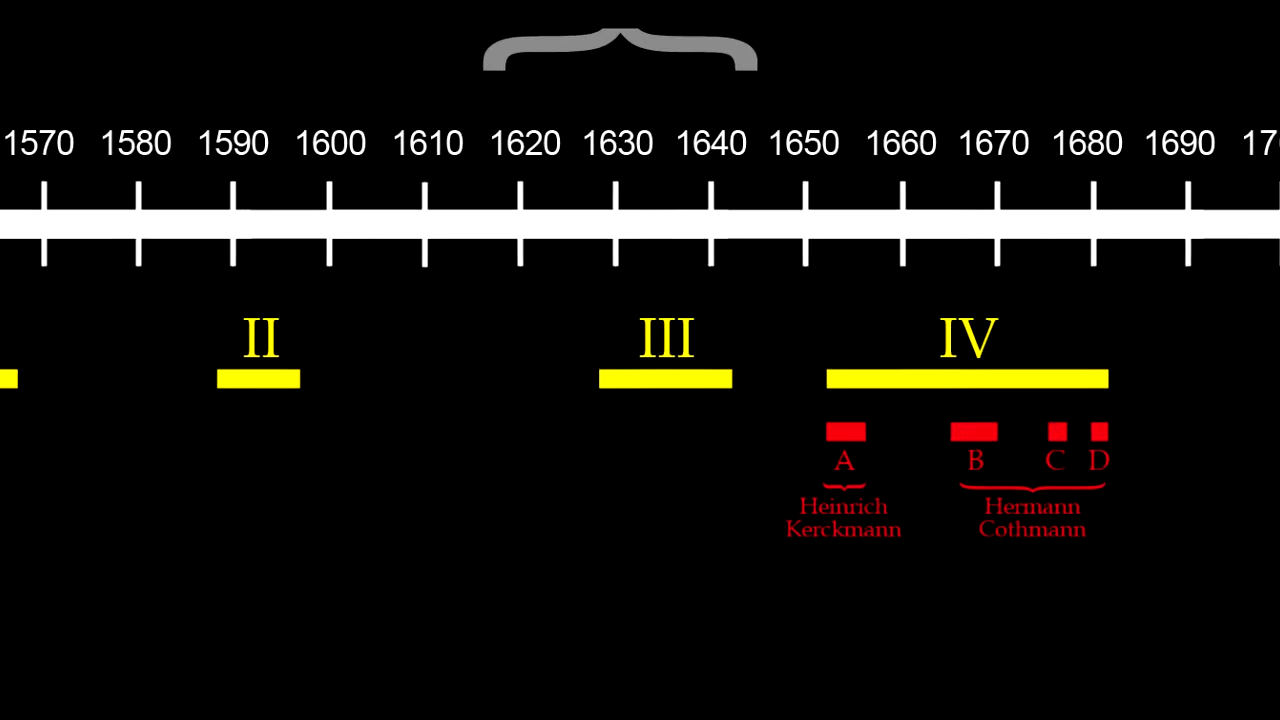 1570 1580 1590 1600 1610 1620 1630 1640 1650 1660 1670 1680 1690
II III IV
A B C D
Heinrich Hermann
Kerckmann Cothmann